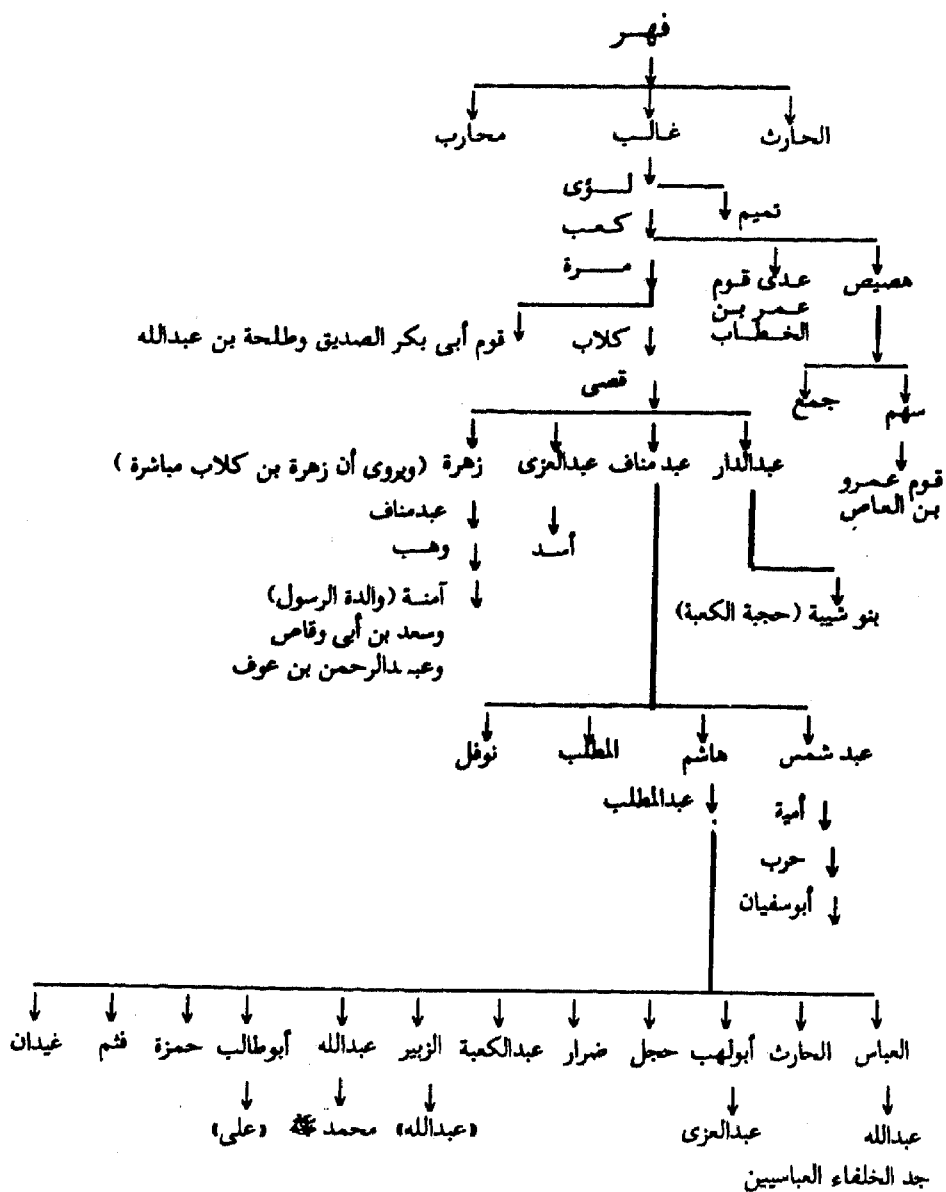 فهر
الحارث غالب محارب
لؤى
تميم
كعب
مرة
هصيص
عدى قوم
عمر بن
الخطاب
كلاب
قوم أبى بكر الصديق وطلحة بن عبدالله
قصى
سهم جمع
عبدالدار عبد مناف عبدالعزى زهرة (ويروى أن زهرة بن كلاب مباشرة)
قوم عمرو
بن العاص
عبدمناف
أسد
وهب
آمنة (والدة الرسول)
وسعد بن أبى وقاص
وعبدالرحمن بن عوف
بنو شيبة (حجبة الكعبة)
عبد شمس هاشم المطلب نوفل
عبدالمطلب
أمية
حرب
أبوسفيان
العباس الحارث أبولهب حجل ضرار عبدالكعبة الزبير عبدالله أبوطالب حمزة قثم غيدان
عبدالله عبدالعزى «عبدالله» محمد ﷺ «على»
جد الخلفاء العباسيين